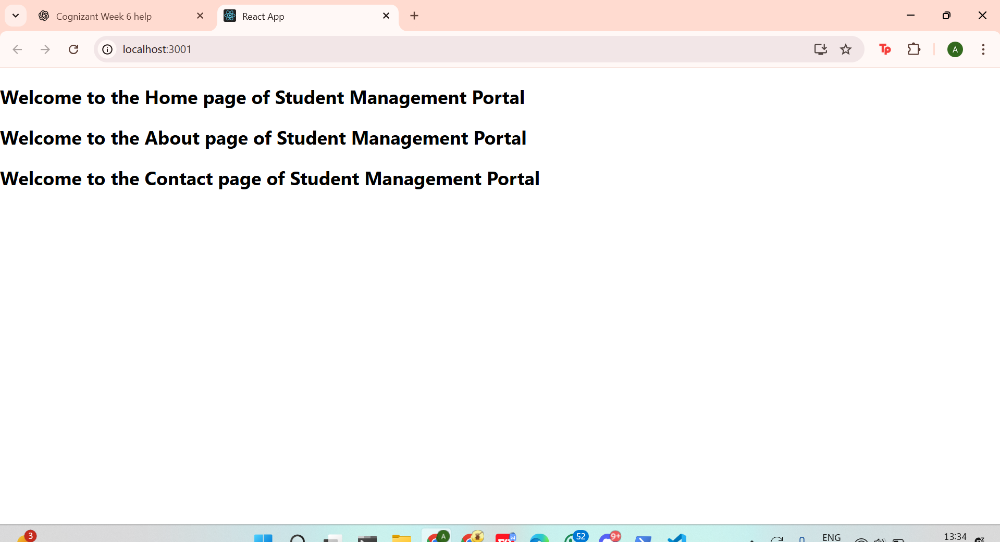 Cognizant Week 6 help
React App
localhost:3001
Tp
A
Welcome to the Home page of Student Management Portal
Welcome to the About page of Student Management Portal
Welcome to the Contact page of Student Management Portal
3
A
52
9+
ENG
13:34